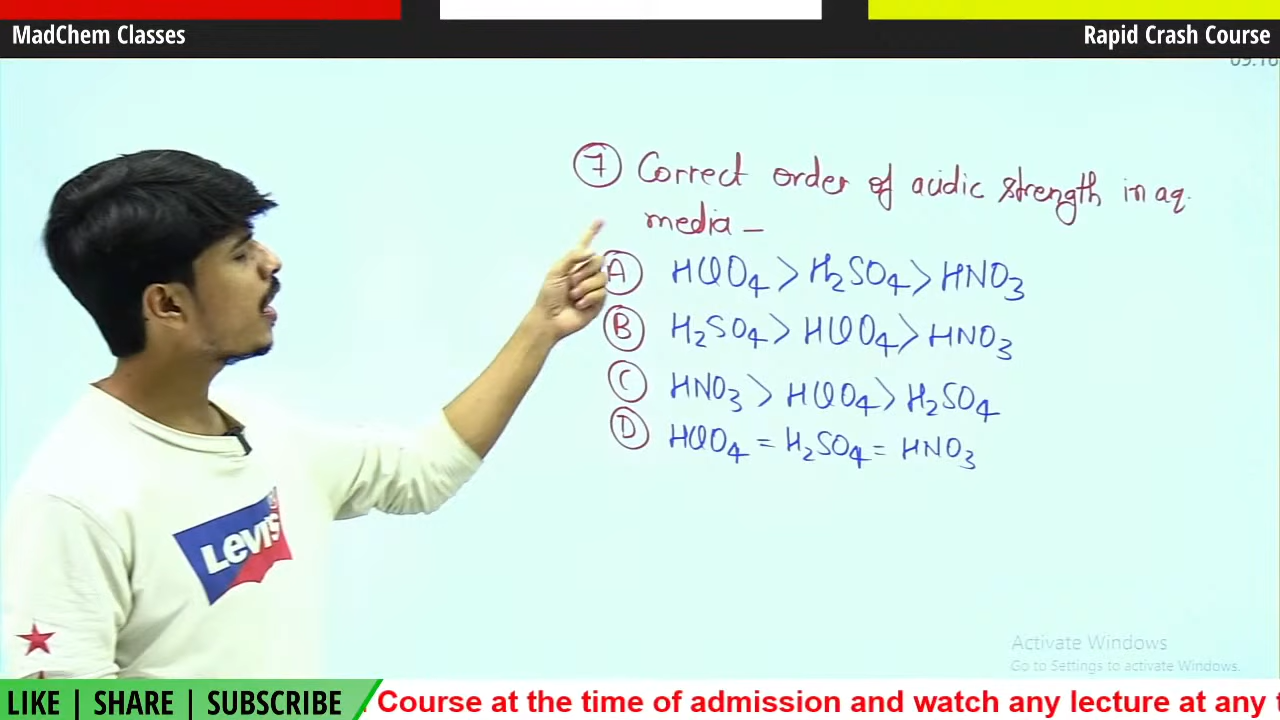 MadChem Classes
Rapid Crash Course
7 Correct order of acidic strength in aq.
media –
A HClO4 > H2SO4 > HNO3
B H2SO4 > HClO4 > HNO3
C HNO3 > HClO4 > H2SO4
D HClO4 = H2SO4 = HNO3
LEVI'S
Activate Windows
Go to Settings to activate Windows.
LIKE | SHARE | SUBSCRIBE
Course at the time of admission and watch any lecture at any